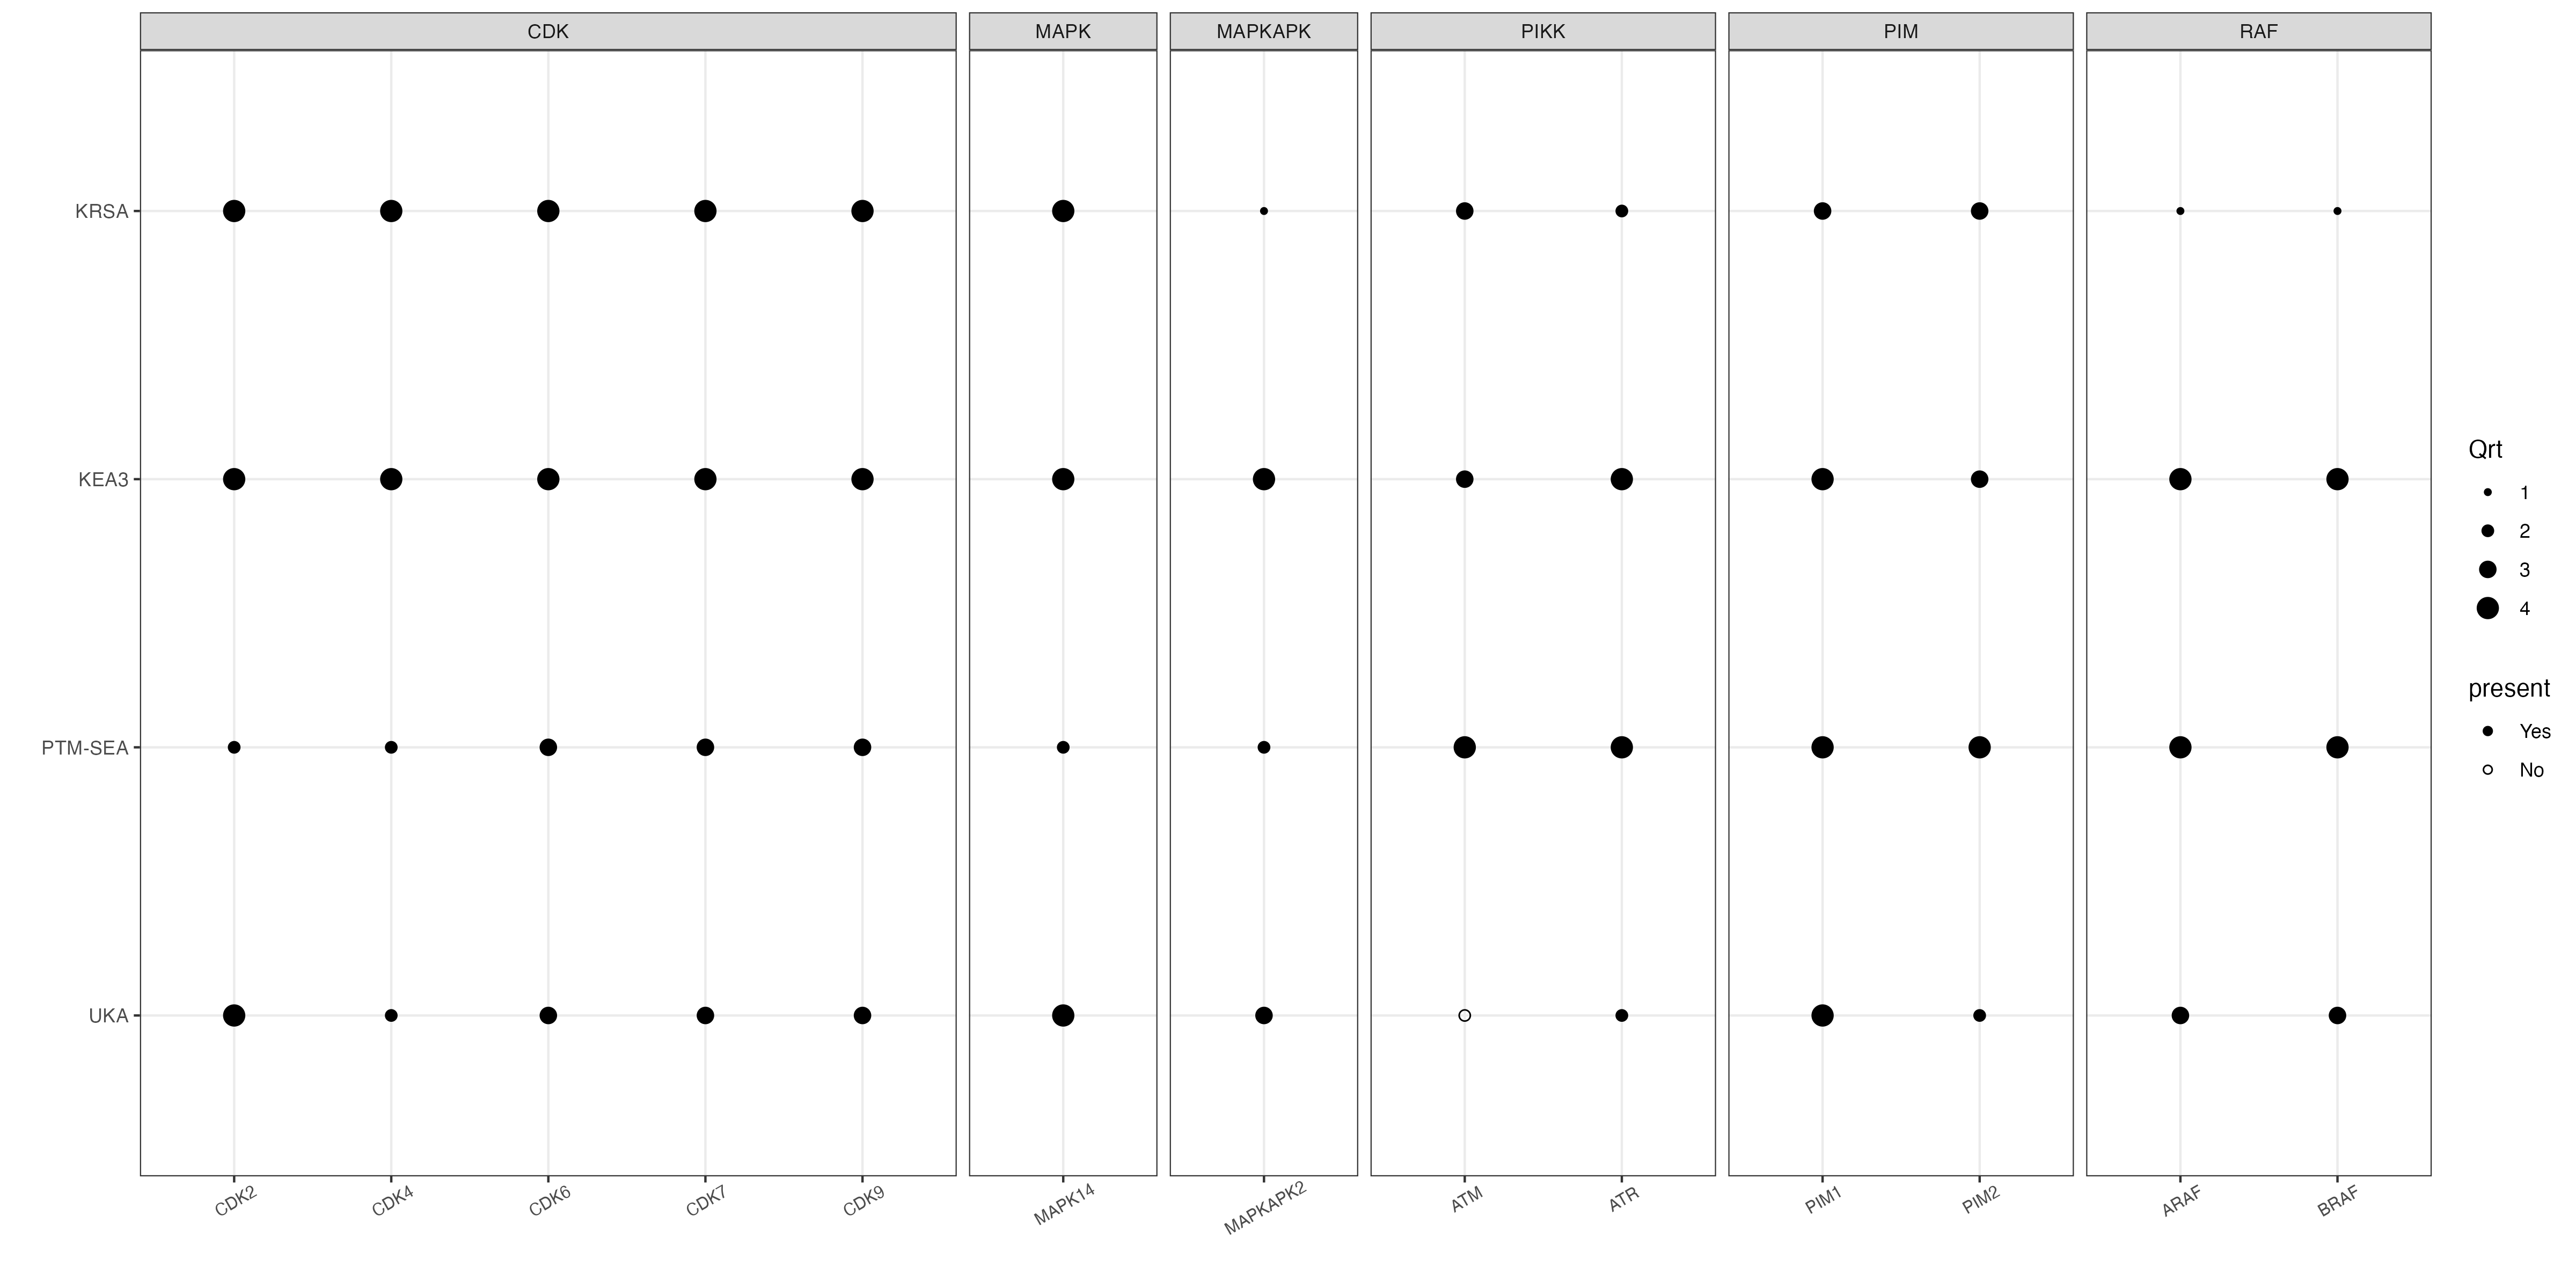 CDK MAPK MAPKAPK PIKK PIM RAF
KRSA
KEA3
PTM-SEA
UKA
CDK2 CDK4 CDK6 CDK7 CDK9 MAPK14 MAPKAPK2 ATM ATR PIM1 PIM2 ARAF BRAF
Qrt
1
2
3
4
present
Yes
No